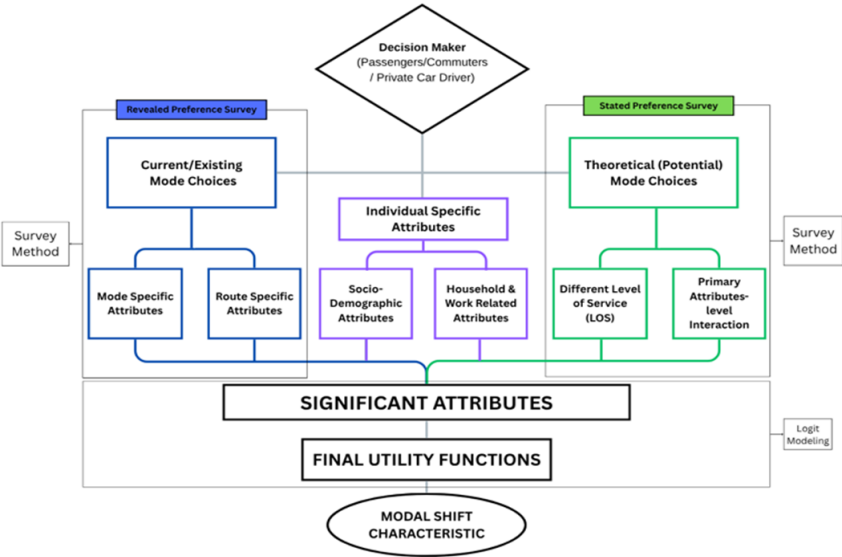 Decision Maker
(Passengers/Commuters
/ Private Car Driver)
Revealed Preference Survey
Stated Preference Survey
Current/Existing
Mode Choices
Theoretical (Potential)
Mode Choices
Individual Specific
Attributes
Survey
Method
Survey
Method
Mode Specific
Attributes
Route Specific
Attributes
Socio-
Demographic
Attributes
Household &
Work Related
Attributes
Different Level
of Service
(LOS)
Primary
Attributes-
level
Interaction
SIGNIFICANT ATTRIBUTES
Logit
Modeling
FINAL UTILITY FUNCTIONS
MODAL SHIFT
CHARACTERISTIC